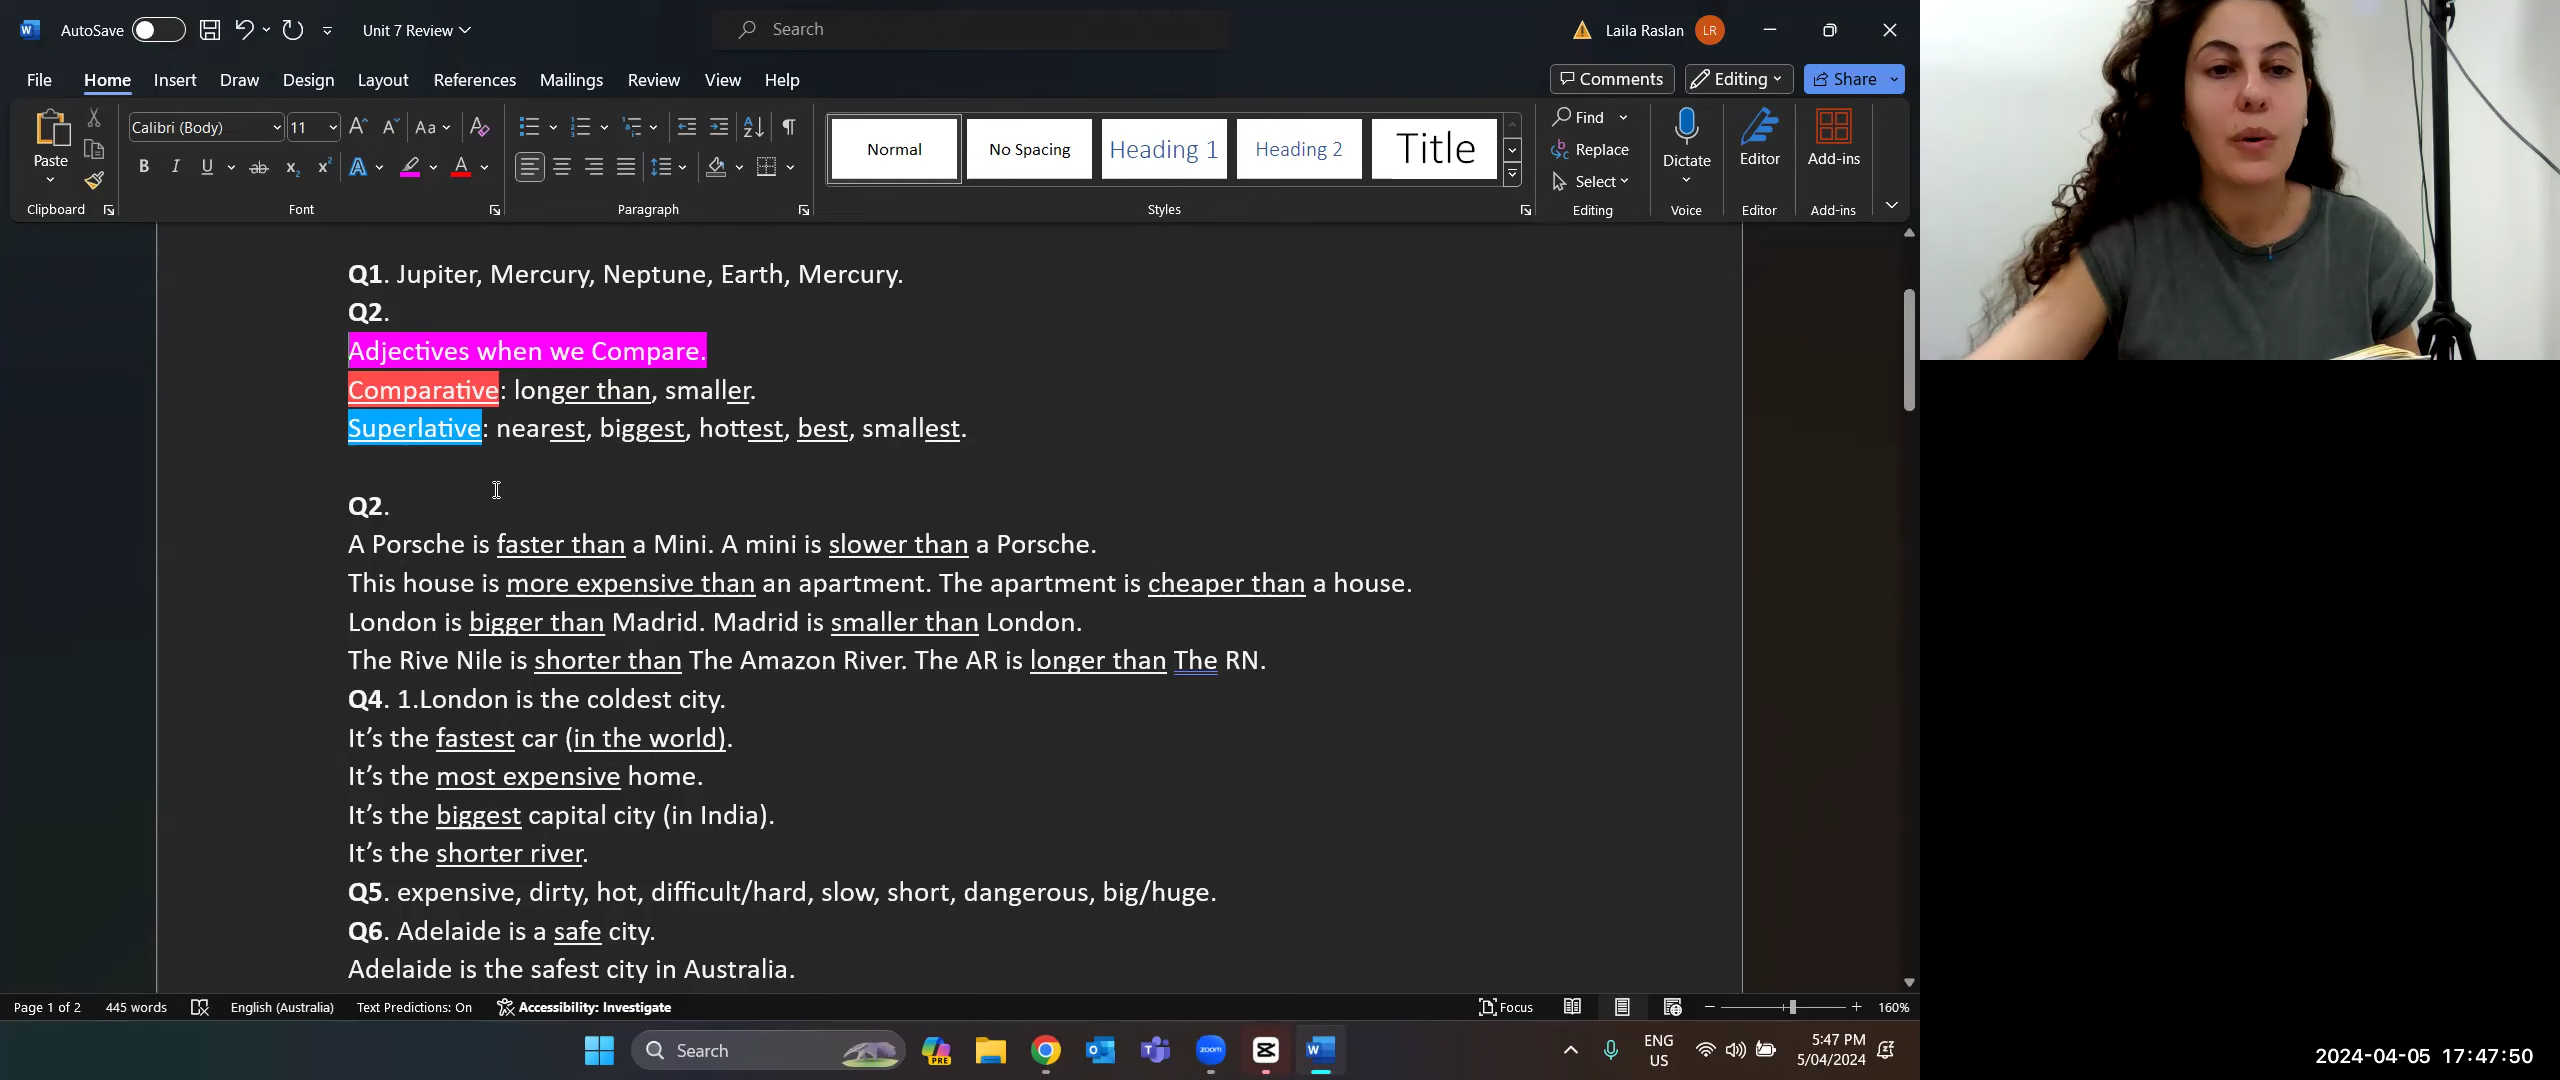 AutoSave
Unit 7 Review
Search
Laila Raslan
LR
File Home Insert Draw Design Layout References Mailings Review View Help
Comments Editing Share
Paste
Clipboard
Calibri (Body) 11
Font
Paragraph
Normal
No Spacing
Heading 1
Heading 2
Title
Styles
Find
Replace
Select
Editing
Dictate
Voice
Editor
Editor
Add-ins
Add-ins
Q1. Jupiter, Mercury, Neptune, Earth, Mercury.
Q2.
Adjectives when we Compare.
Comparative: longer than, smaller.
Superlative: nearest, biggest, hottest, best, smallest.
Q2.
A Porsche is faster than a Mini. A mini is slower than a Porsche.
This house is more expensive than an apartment. The apartment is cheaper than a house.
London is bigger than Madrid. Madrid is smaller than London.
The Rive Nile is shorter than The Amazon River. The AR is longer than The RN.
Q4. 1.London is the coldest city.
It’s the fastest car (in the world).
It’s the most expensive home.
It’s the biggest capital city (in India).
It’s the shorter river.
Q5. expensive, dirty, hot, difficult/hard, slow, short, dangerous, big/huge.
Q6. Adelaide is a safe city.
Adelaide is the safest city in Australia.
Page 1 of 2 445 words English (Australia) Text Predictions: On Accessibility: Investigate Focus 160%
Search
PRE
zoom
ENG
US
5:47 PM
5/04/2024
2024-04-05 17:47:50